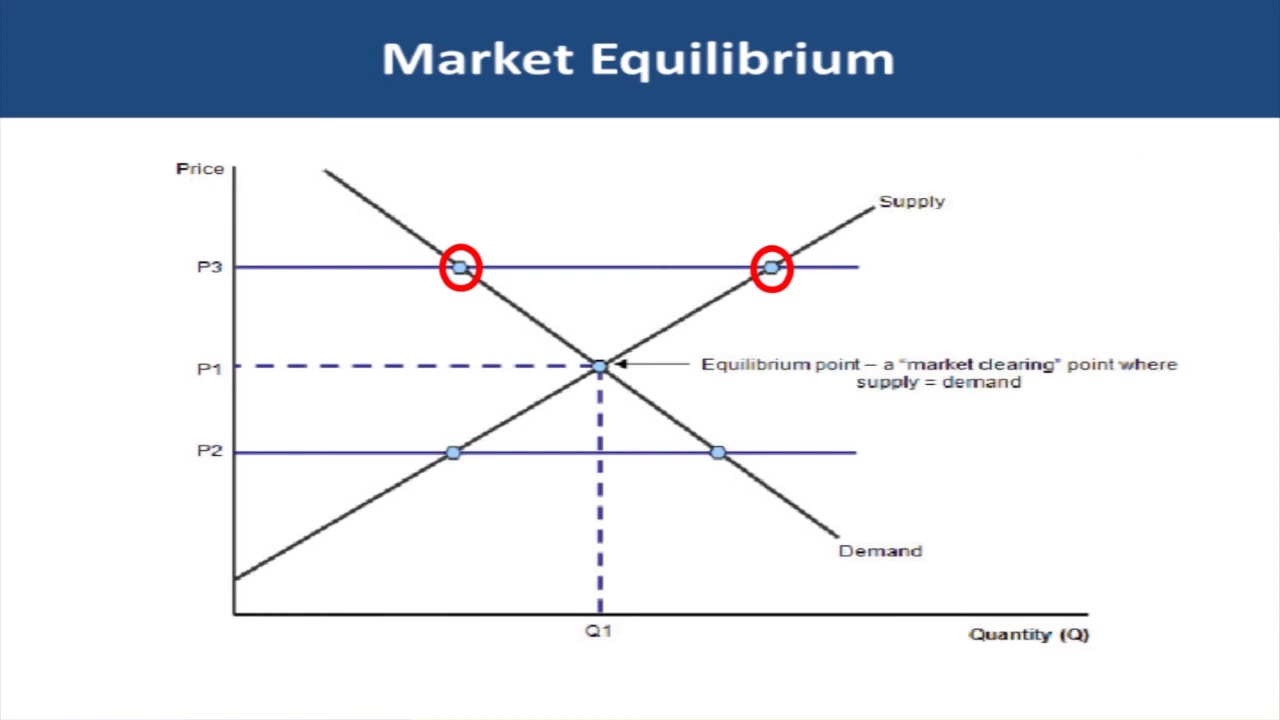 Market Equilibrium
Price
Supply
P3
P1
Equilibrium point – a “market clearing” point where
supply = demand
P2
Demand
Q1
Quantity (Q)